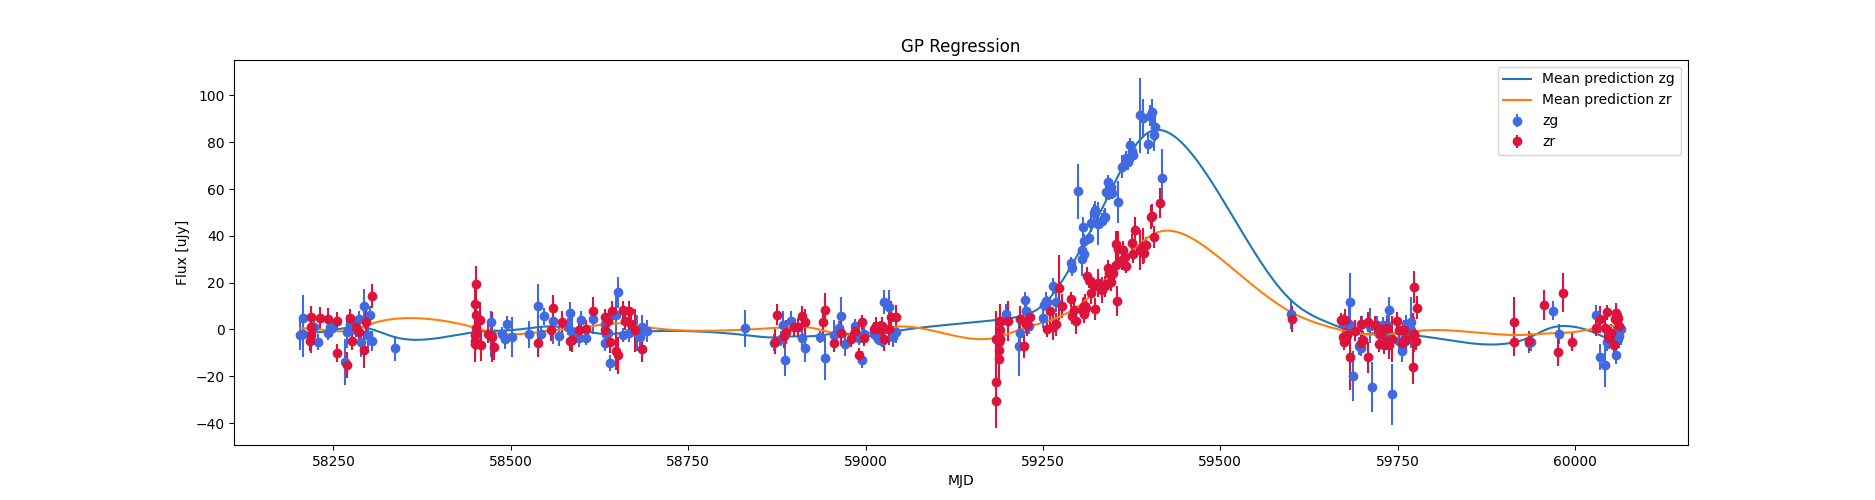 GP Regression
Mean prediction zg
Mean prediction zr
zg
zr
Flux [uJy]
100
80
60
40
20
0
−20
−40
58250
58500
58750
59000
59250
59500
59750
60000
MJD